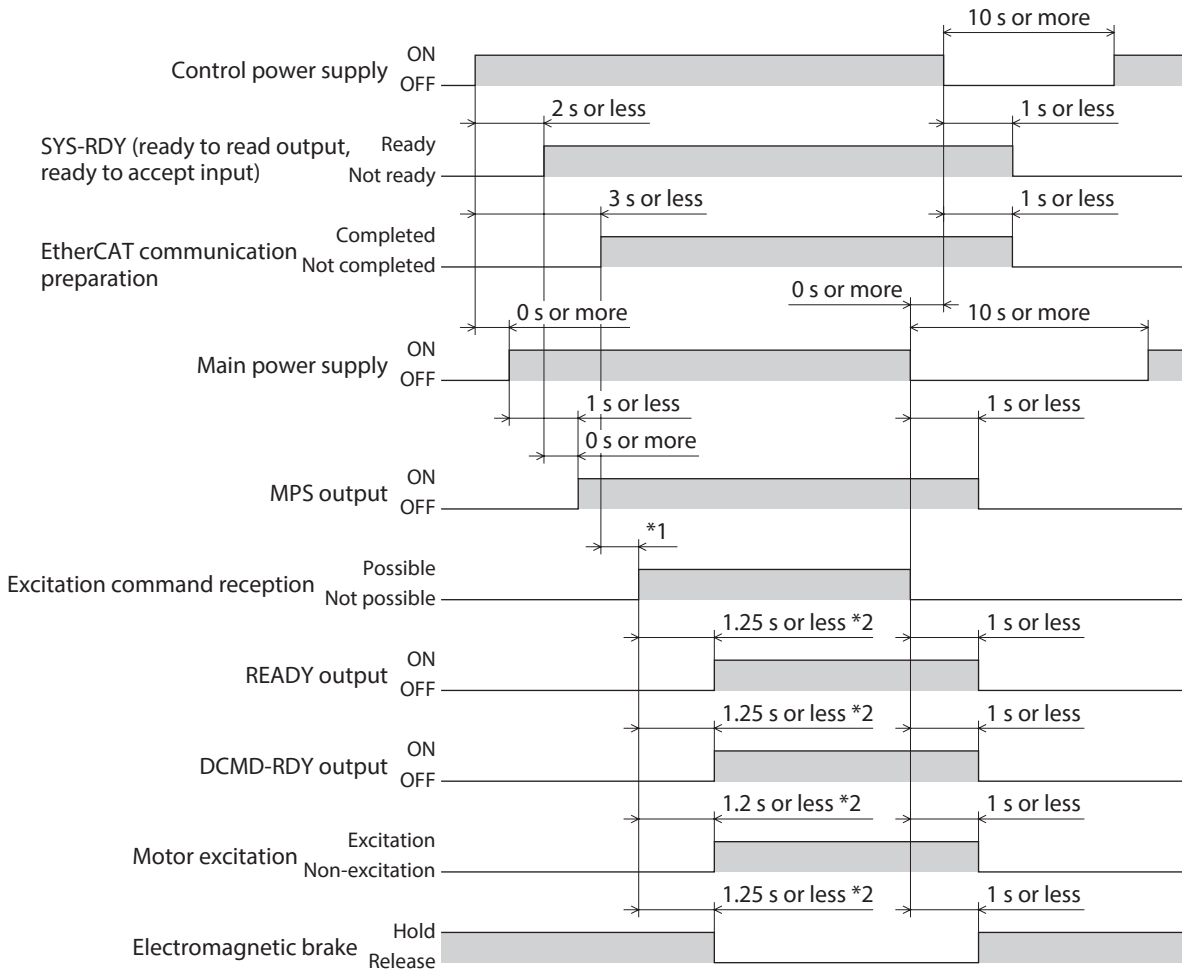 10 s or more
Control power supply
ON
OFF
2 s or less
1 s or less
SYS-RDY (ready to read output,
ready to accept input)
Ready
Not ready
3 s or less
1 s or less
EtherCAT communication
preparation
Completed
Not completed
0 s or more
0 s or more
10 s or more
Main power supply
ON
OFF
1 s or less
1 s or less
0 s or more
MPS output
ON
OFF
*1
Excitation command reception
Possible
Not possible
1.25 s or less *2
1 s or less
READY output
ON
OFF
1.25 s or less *2
1 s or less
DCMD-RDY output
ON
OFF
1.2 s or less *2
1 s or less
Motor excitation
Excitation
Non-excitation
1.25 s or less *2
1 s or less
Electromagnetic brake
Hold
Release